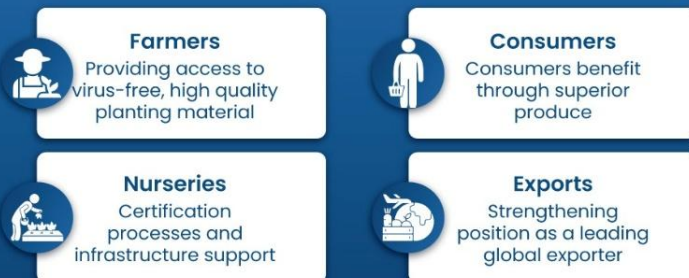 Farmers
Providing access to
virus-free, high quality
planting material
Consumers
Consumers benefit
through superior
produce
Nurseries
Certification
processes and
infrastructure support
Exports
Strengthening
position as a leading
global exporter